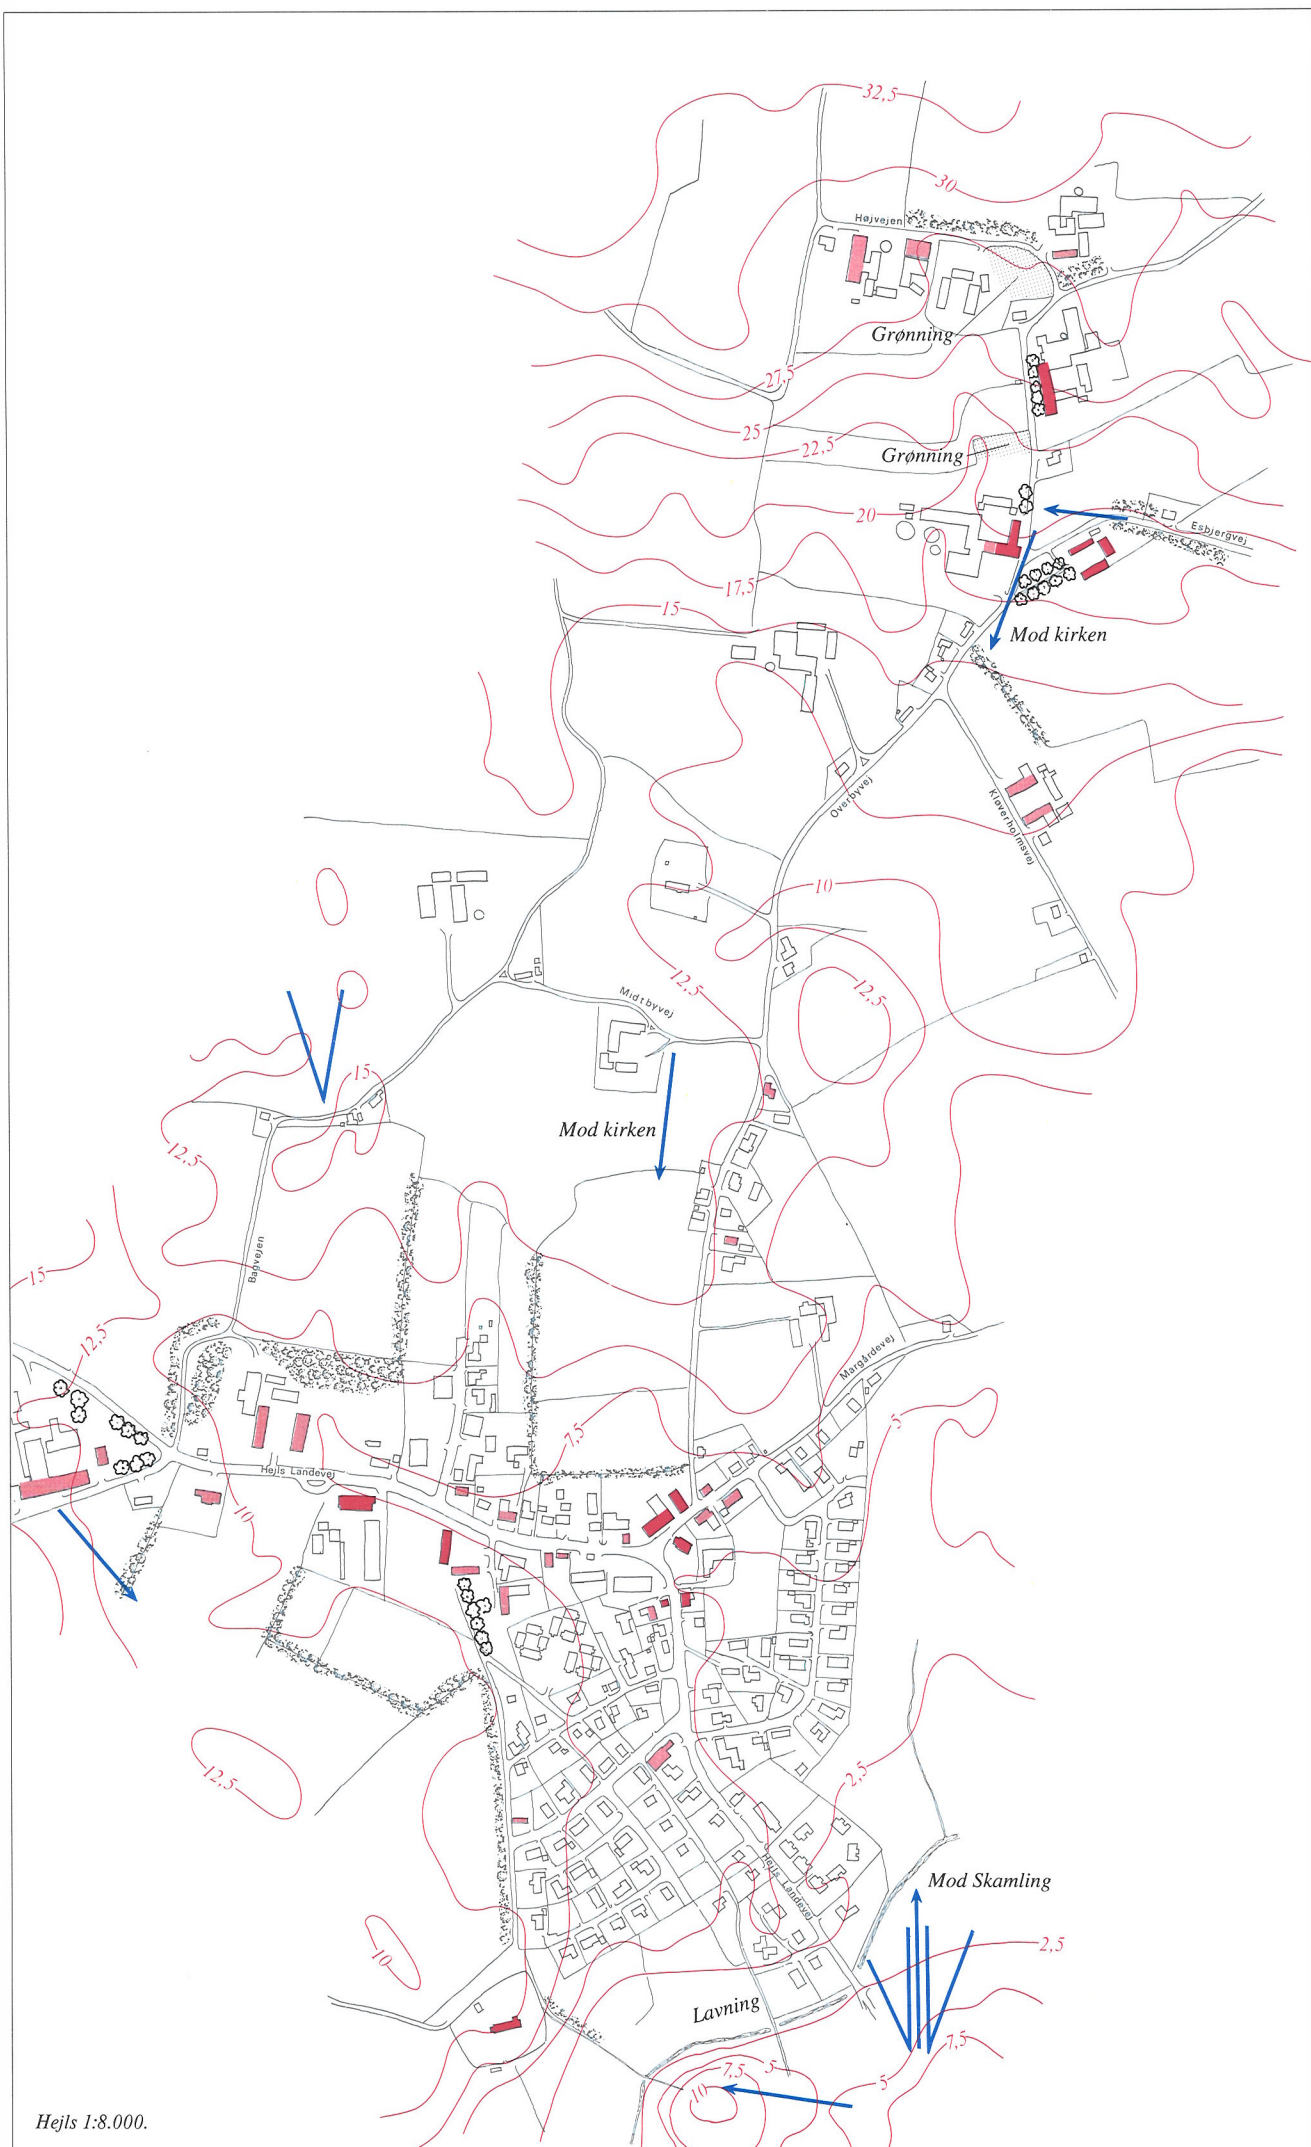 32,5
30
Højvejen
Grønning
27,5
25
22,5
Grønning
20
Esbjergvej
17,5
15
Mod kirken
Overbyvej
Kløverholmsvej
10
12,5
12,5
Midtbyvej
15
Mod kirken
12,5
Bagvejen
15
12,5
Margårdevej
5
7,5
Hejls Landevej
10
12,5
2,5
Hejls Landevej
Mod Skamling
10
2,5
Lavning
7,5
7,5
5
5
10
Hejls 1:8.000.